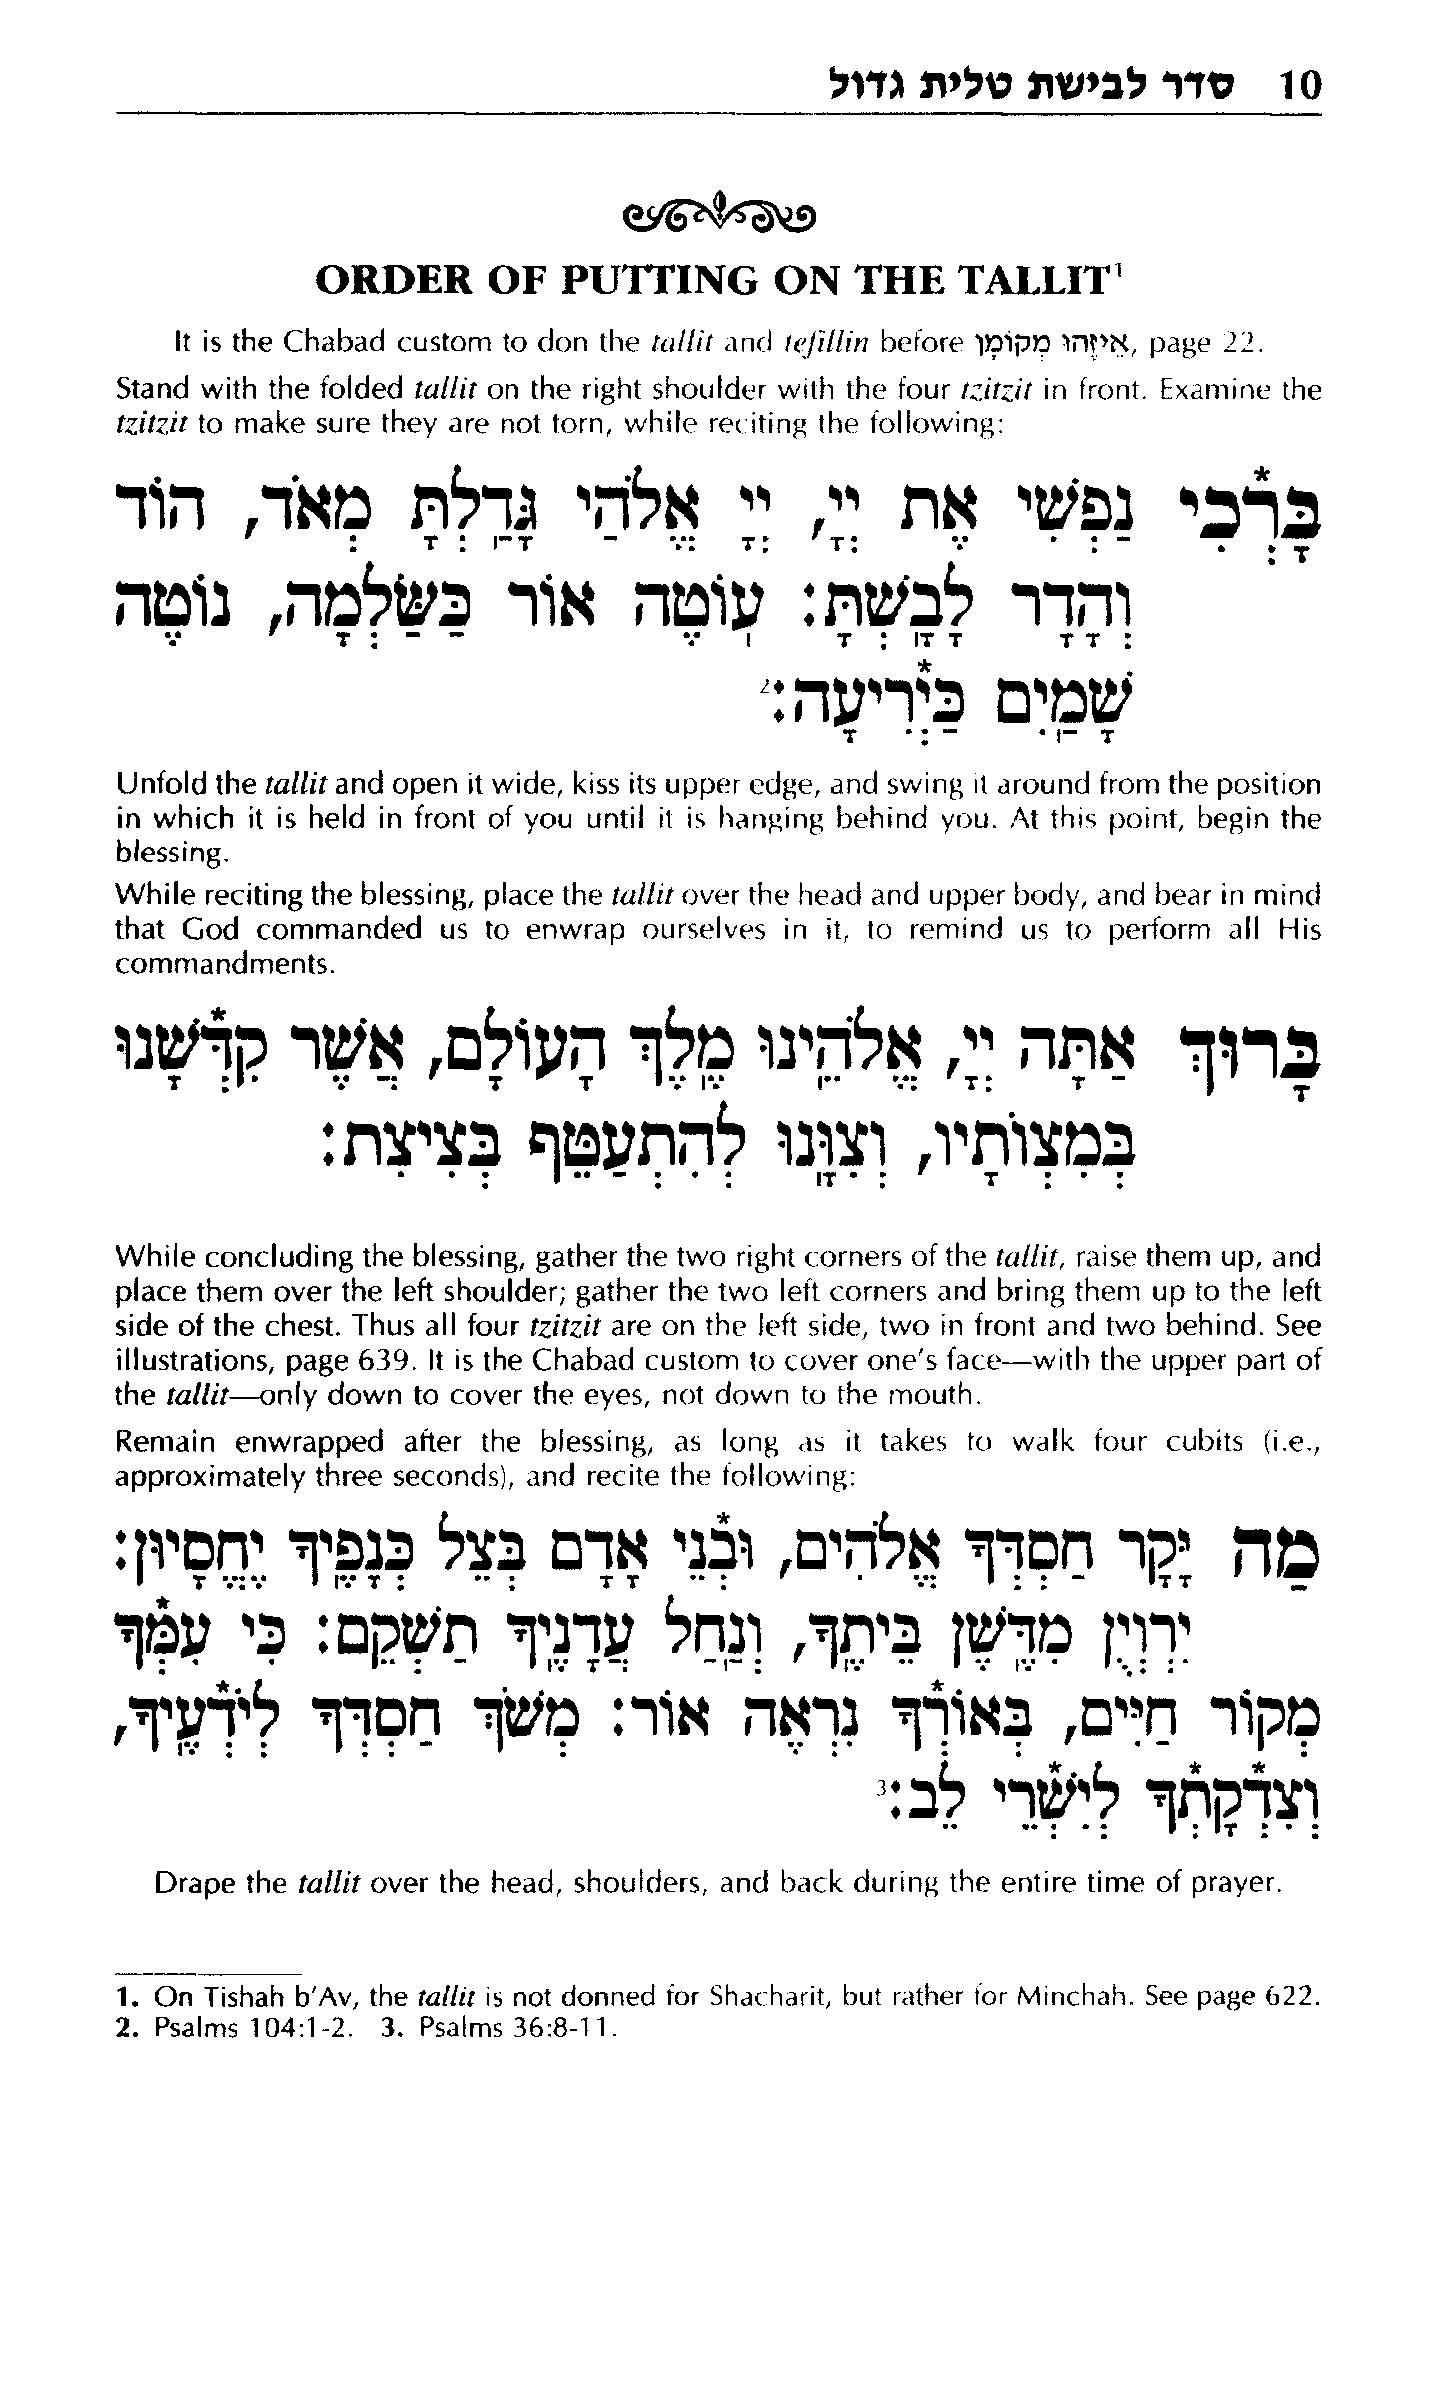 סדר לבישת טלית גדול 10
ORDER OF PUTTING ON THE TALLIT¹
It is the Chabad custom to don the tallit and tefillin before אֵיזֶהוּ מְקוֹמָן, page 22.
Stand with the folded tallit on the right shoulder with the four tzitzit in front. Examine the
tzitzit to make sure they are not torn, while reciting the following:
בָּרְ֒כִי נַפְשִׁי אֶת יְיָ, יְיָ אֱלֹהַי גָּדַֽלְתָּ מְאֹד, הוֹד
וְהָדָר לָבָֽשְׁתָּ: עֽוֹטֶה אוֹר כַּשַּׂלְמָה, נוֹטֶה
שָׁמַֽיִם כַּיְ֒רִיעָה:²
Unfold the tallit and open it wide, kiss its upper edge, and swing it around from the position
in which it is held in front of you until it is hanging behind you. At this point, begin the
blessing.
While reciting the blessing, place the tallit over the head and upper body, and bear in mind
that God commanded us to enwrap ourselves in it, to remind us to perform all His
commandments.
בָּרוּךְ אַתָּה יְיָ, אֱלֹהֵֽינוּ מֶֽלֶךְ הָעוֹלָם, אֲשֶׁר קִדְּ֒שָׁנוּ
בְּמִצְוֹתָיו, וְצִוָּֽנוּ לְהִתְעַטֵּף בְּצִיצִת:
While concluding the blessing, gather the two right corners of the tallit, raise them up, and
place them over the left shoulder; gather the two left corners and bring them up to the left
side of the chest. Thus all four tzitzit are on the left side, two in front and two behind. See
illustrations, page 639. It is the Chabad custom to cover one's face—with the upper part of
the tallit—only down to cover the eyes, not down to the mouth.
Remain enwrapped after the blessing, as long as it takes to walk four cubits (i.e.,
approximately three seconds), and recite the following:
מַה יָּקָֽר חַסְדְּךָ אֱלֹהִים, וּבְ֒נֵי אָדָם בְּצֵל כְּנָפֶֽיךָ יֶחֱסָיוּן:
יִרְוְיֻן מִדֶּֽשֶׁן בֵּיתֶֽךָ, וְנַֽחַל עֲדָנֶֽיךָ תַשְׁקֵם: כִּי עִמְּ֒ךָ
מְקוֹר חַיִּים, בְּאוֹרְ֒ךָ נִרְאֶה אוֹר: מְשֹׁךְ חַסְדְּךָ לְיֹדְ֒עֶֽיךָ,
וְצִדְ֒קָֽתְ֒ךָ לְיִשְׁ֒רֵי לֵב:³
Drape the tallit over the head, shoulders, and back during the entire time of prayer.
1. On Tishah b'Av, the tallit is not donned for Shacharit, but rather for Minchah. See page 622.
2. Psalms 104:1-2. 3. Psalms 36:8-11.